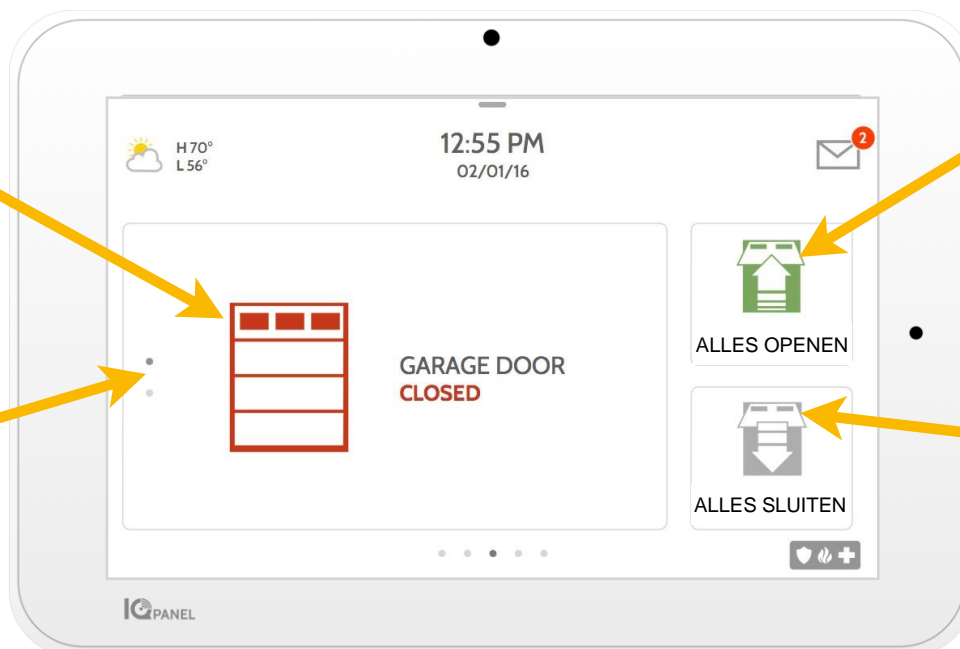 H 70°
L 56°
12:55 PM
02/01/16
2
GARAGE DOOR
CLOSED
ALLES OPENEN
ALLES SLUITEN
IQ PANEL